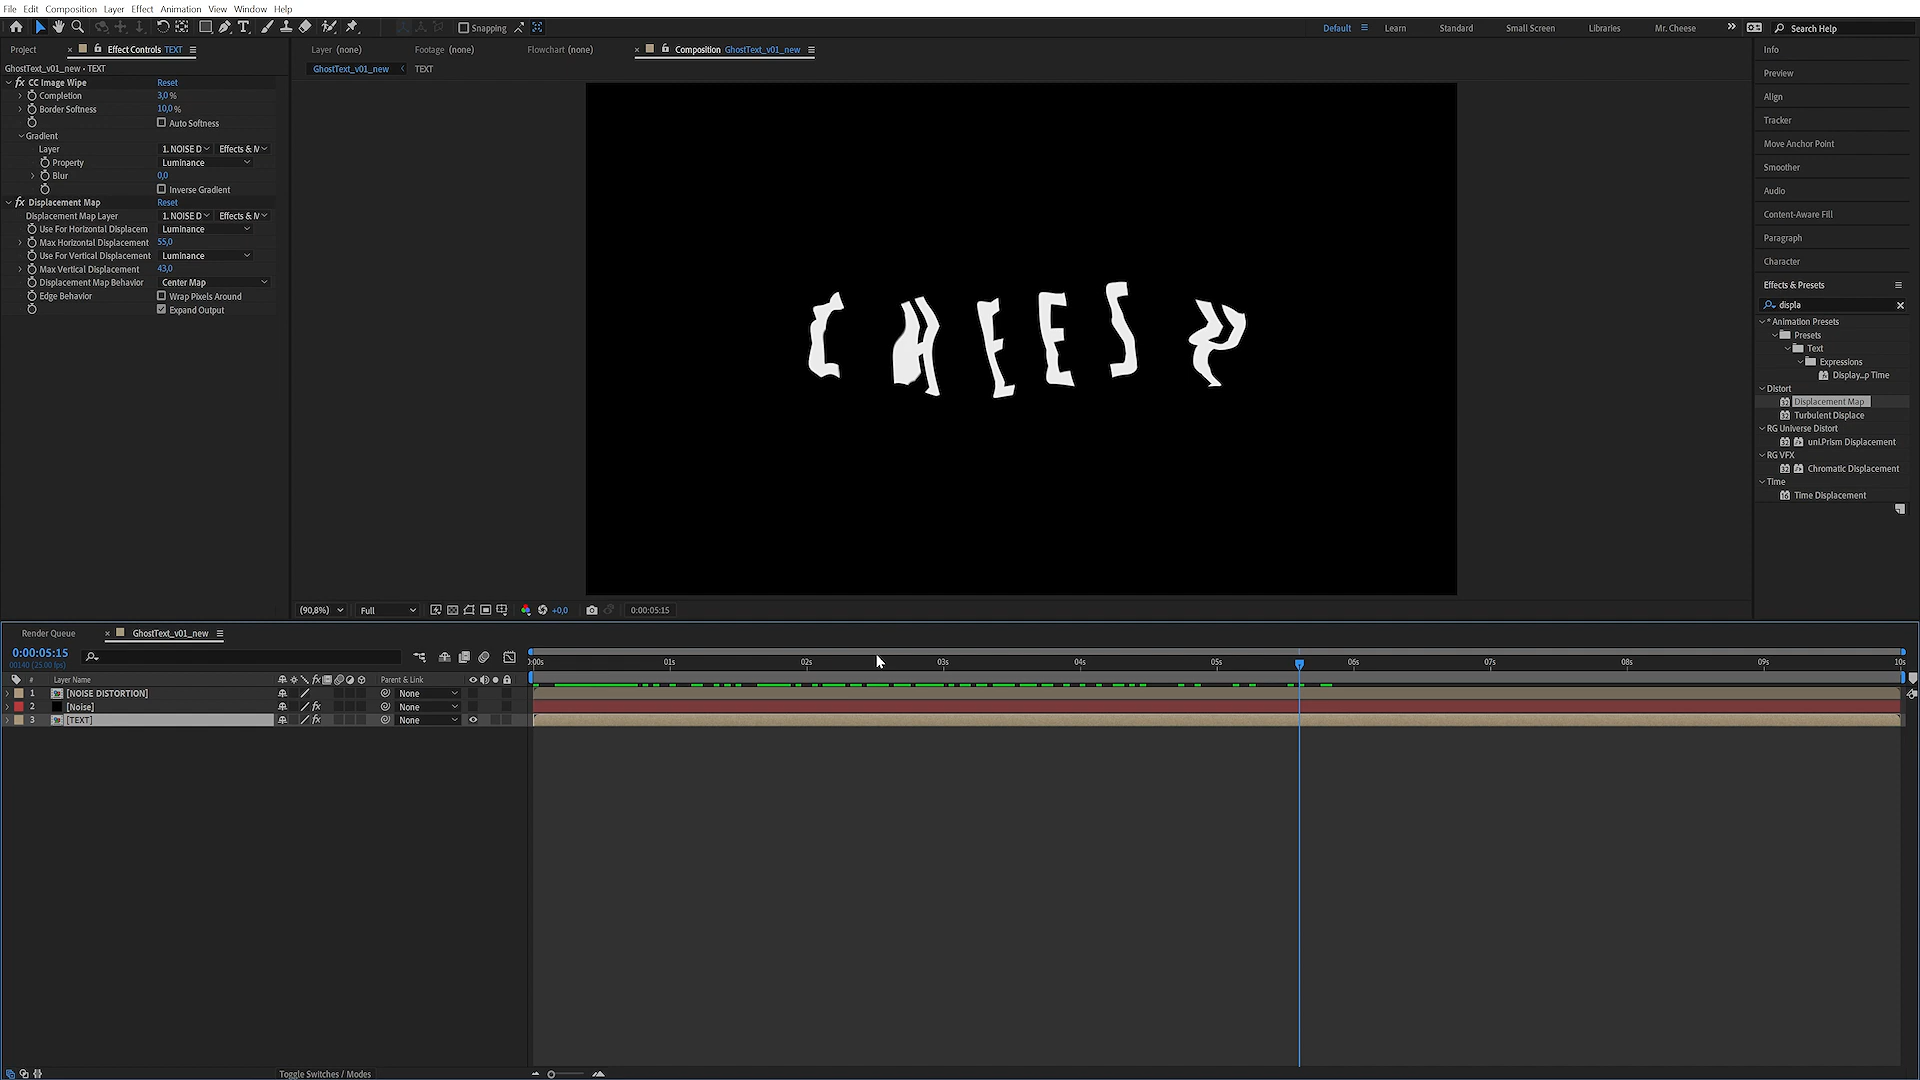 File Edit Composition Layer Effect Animation View Window Help
Snapping
Default Learn Standard Small Screen Libraries Mr. Cheese Search Help
Project Effect Controls TEXT
Layer (none) Footage (none) Flowchart (none) Composition GhostText_v01_new
GhostText_v01_new • TEXT
GhostText_v01_new TEXT
fx CC Image Wipe Reset
Completion 3,0 %
Border Softness 10,0 %
Auto Softness
Gradient
Layer 1. NOISE D Effects & M
Property Luminance
Blur 0,0
Inverse Gradient
fx Displacement Map Reset
Displacement Map Layer 1. NOISE D Effects & M
Use For Horizontal Displacem Luminance
Max Horizontal Displacement 55,0
Use For Vertical Displacement Luminance
Max Vertical Displacement 43,0
Displacement Map Behavior Center Map
Edge Behavior Wrap Pixels Around
Expand Output
CHEESY
Info
Preview
Align
Tracker
Move Anchor Point
Smoother
Audio
Content-Aware Fill
Paragraph
Character
Effects & Presets
displa
* Animation Presets
Presets
Text
Expressions
Display...p Time
Distort
Displacement Map
Turbulent Displace
RG Universe Distort
uni.Prism Displacement
RG VFX
Chromatic Displacement
Time
Time Displacement
(90,8%) Full +0,0 0:00:05:15
Render Queue GhostText_v01_new
0:00:05:15
00140 (25.00 fps)
0:00s 01s 02s 03s 04s 05s 06s 07s 08s 09s 10s
# Layer Name fx Parent & Link
1 [NOISE DISTORTION] None
2 [Noise] fx None
3 [TEXT] fx None
Toggle Switches / Modes